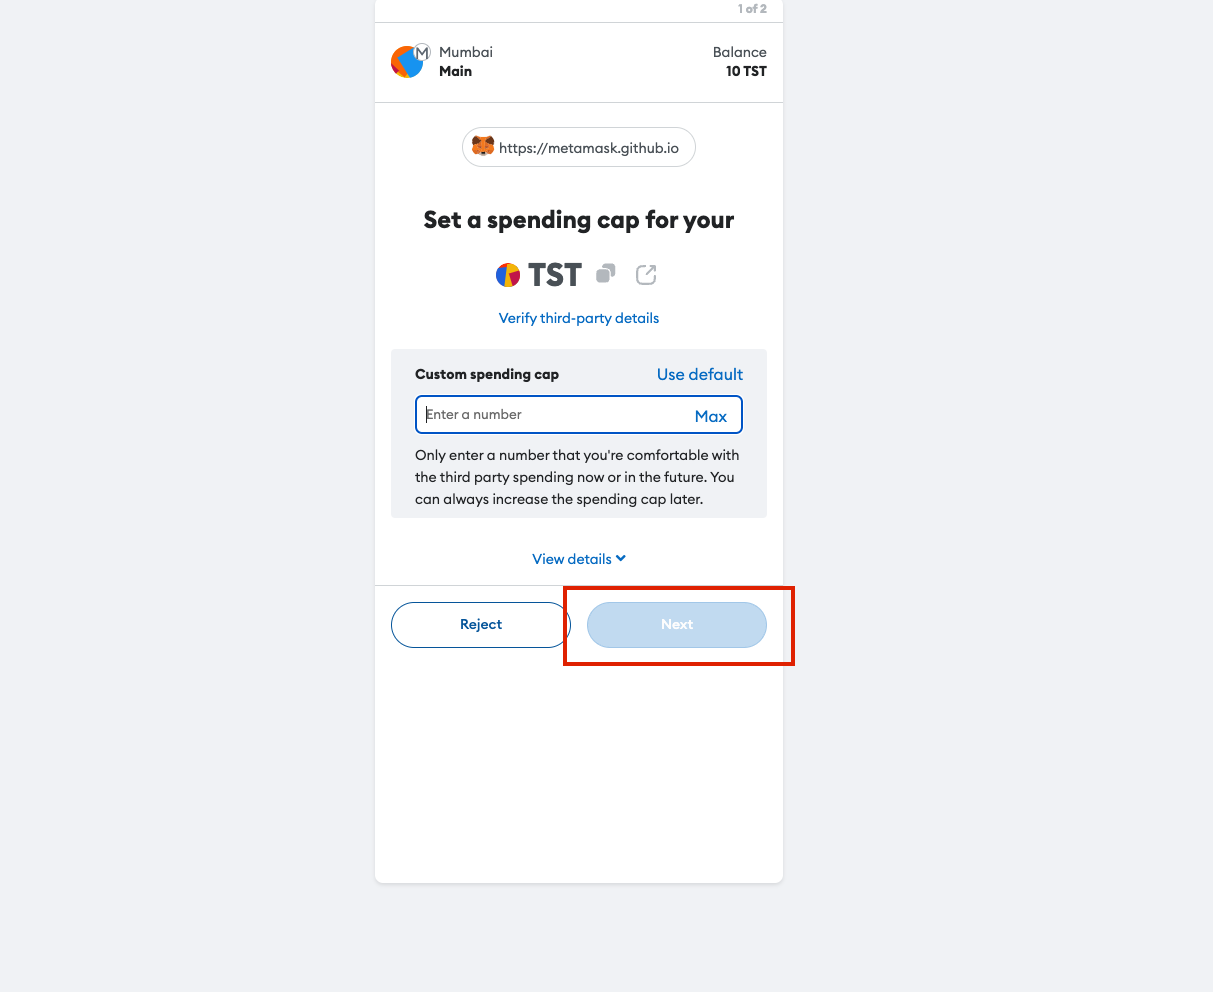 1 of 2
Mumbai
Main
Balance
10 TST
https://metamask.github.io
Set a spending cap for your
TST
Verify third-party details
Custom spending cap
Use default
Enter a number
Max
Only enter a number that you're comfortable with
the third party spending now or in the future. You
can always increase the spending cap later.
View details
Reject
Next